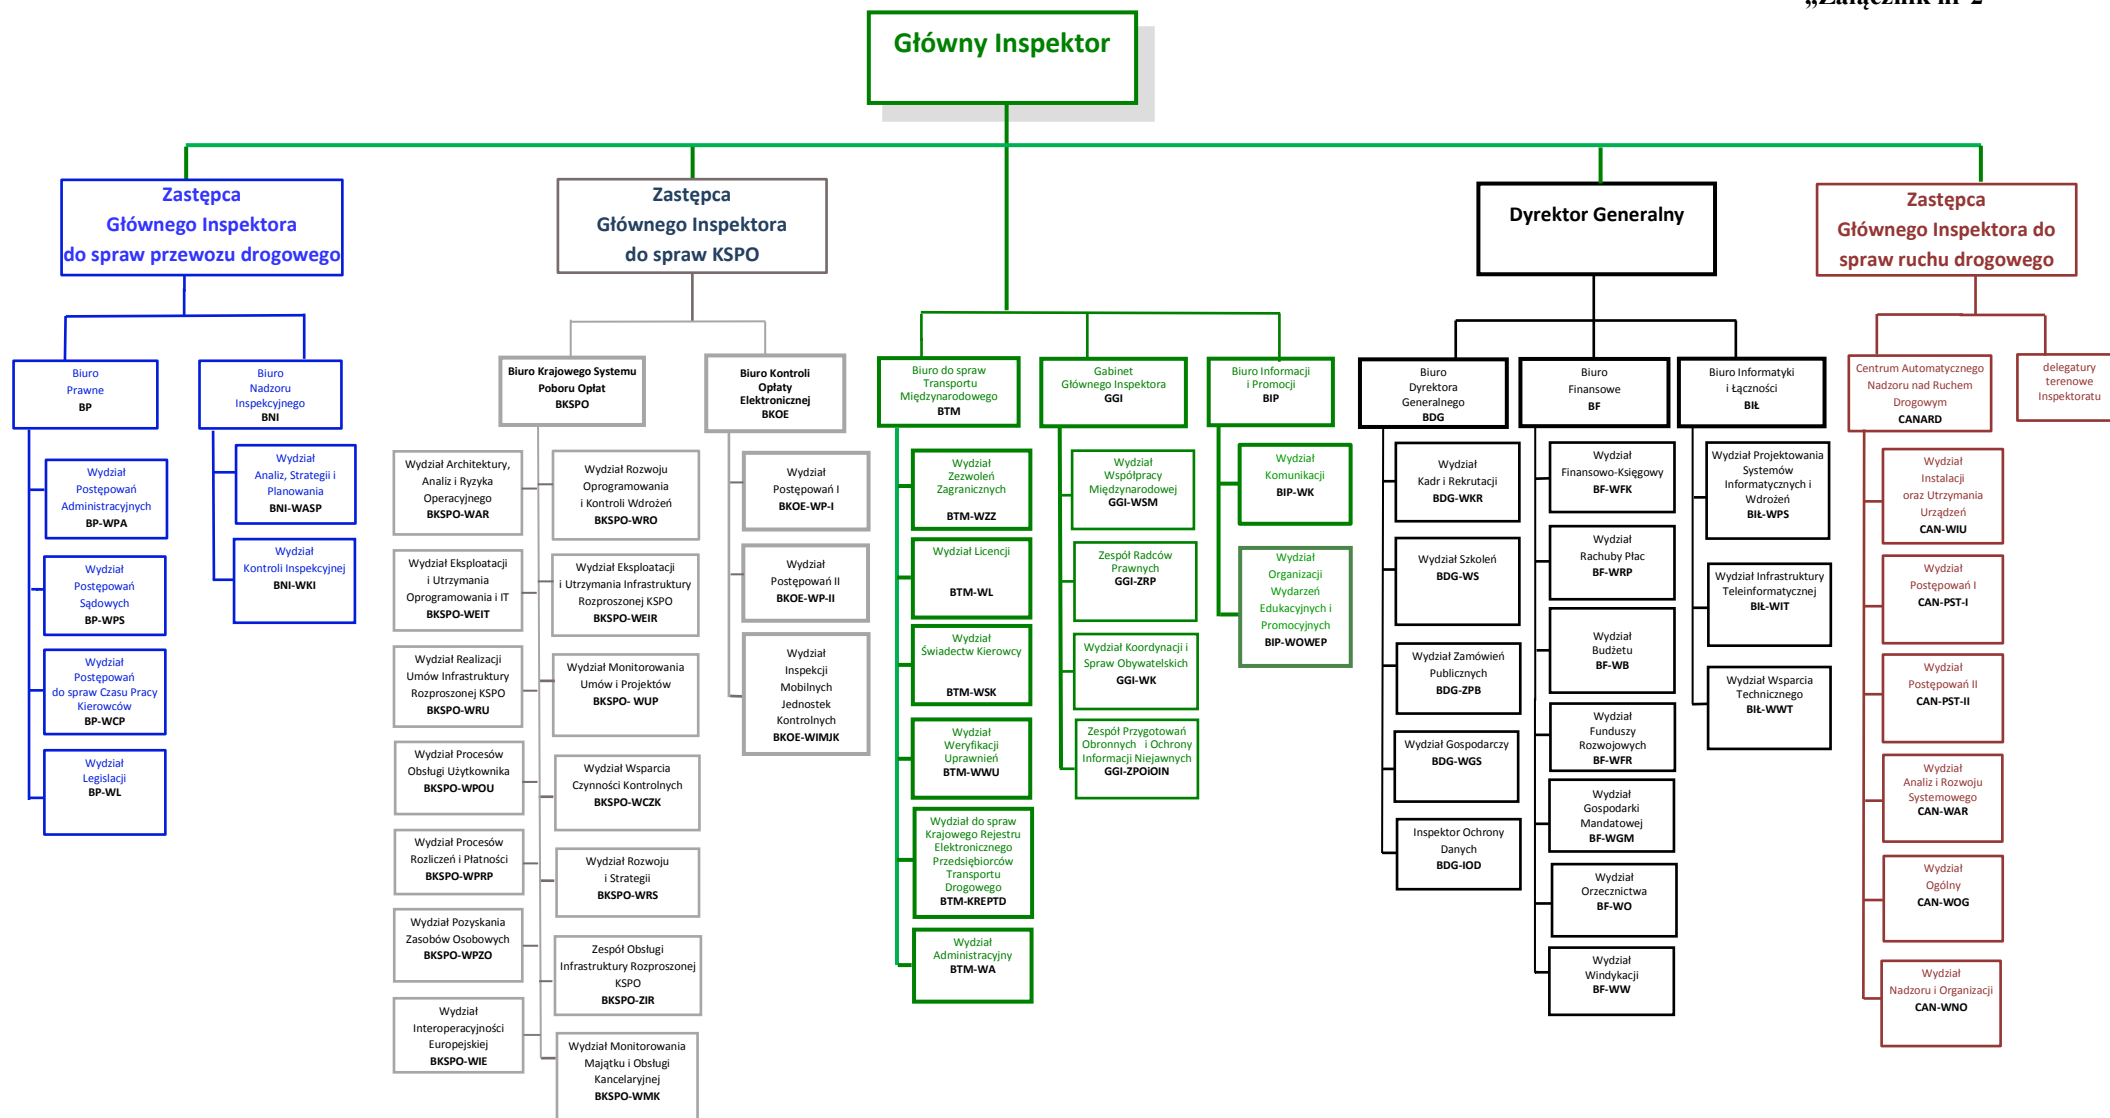 „Załącznik nr 2
Główny Inspektor
Zastępca
Głównego Inspektora
do spraw przewozu drogowego
Zastępca
Głównego Inspektora
do spraw KSPO
Dyrektor Generalny
Zastępca
Głównego Inspektora do
spraw ruchu drogowego
Biuro
Prawne
BP
Biuro
Nadzoru
Inspekcyjnego
BNI
Biuro Krajowego Systemu
Poboru Opłat
BKSPO
Biuro Kontroli
Opłaty
Elektronicznej
BKOE
Biuro do spraw
Transportu
Międzynarodowego
BTM
Gabinet
Głównego Inspektora
GGI
Biuro Informacji
i Promocji
BIP
Biuro
Dyrektora
Generalnego
BDG
Biuro
Finansowe
BF
Biuro Informatyki
i Łączności
BIŁ
Centrum Automatycznego
Nadzoru nad Ruchem
Drogowym
CANARD
delegatury
terenowe
Inspektoratu
Wydział
Postępowań
Administracyjnych
BP-WPA
Wydział
Postępowań
Sądowych
BP-WPS
Wydział
Postępowań
do spraw Czasu Pracy
Kierowców
BP-WCP
Wydział
Legislacji
BP-WL
Wydział
Analiz, Strategii i
Planowania
BNI-WASP
Wydział
Kontroli Inspekcyjnej
BNI-WKI
Wydział Architektury,
Analiz i Ryzyka
Operacyjnego
BKSPO-WAR
Wydział Eksploatacji
i Utrzymania
Oprogramowania i IT
BKSPO-WEIT
Wydział Realizacji
Umów Infrastruktury
Rozproszonej KSPO
BKSPO-WRU
Wydział Procesów
Obsługi Użytkownika
BKSPO-WPOU
Wydział Procesów
Rozliczeń i Płatności
BKSPO-WPRP
Wydział Pozyskania
Zasobów Osobowych
BKSPO-WPZO
Wydział
Interoperacyjności
Europejskiej
BKSPO-WIE
Wydział Rozwoju
Oprogramowania
i Kontroli Wdrożeń
BKSPO-WRO
Wydział Eksploatacji
i Utrzymania Infrastruktury
Rozproszonej KSPO
BKSPO-WEIR
Wydział Monitorowania
Umów i Projektów
BKSPO- WUP
Wydział Wsparcia
Czynności Kontrolnych
BKSPO-WCZK
Wydział Rozwoju
i Strategii
BKSPO-WRS
Zespół Obsługi
Infrastruktury Rozproszonej
KSPO
BKSPO-ZIR
Wydział Monitorowania
Majątku i Obsługi
Kancelaryjnej
BKSPO-WMK
Wydział
Postępowań I
BKOE-WP-I
Wydział
Postępowań II
BKOE-WP-II
Wydział
Inspekcji
Mobilnych
Jednostek
Kontrolnych
BKOE-WIMJK
Wydział
Zezwoleń
Zagranicznych
BTM-WZZ
Wydział Licencji
BTM-WL
Wydział
Świadectw Kierowcy
BTM-WSK
Wydział
Weryfikacji
Uprawnień
BTM-WWU
Wydział do spraw
Krajowego Rejestru
Elektronicznego
Przedsiębiorców
Transportu
Drogowego
BTM-KREPTD
Wydział
Administracyjny
BTM-WA
Wydział
Współpracy
Międzynarodowej
GGI-WSM
Zespół Radców
Prawnych
GGI-ZRP
Wydział Koordynacji i
Spraw Obywatelskich
GGI-WK
Zespół Przygotowań
Obronnych i Ochrony
Informacji Niejawnych
GGI-ZPOiOIN
Wydział
Komunikacji
BIP-WK
Wydział
Organizacji
Wydarzeń
Edukacyjnych i
Promocyjnych
BIP-WOWEP
Wydział
Kadr i Rekrutacji
BDG-WKR
Wydział Szkoleń
BDG-WS
Wydział Zamówień
Publicznych
BDG-ZPB
Wydział Gospodarczy
BDG-WGS
Inspektor Ochrony
Danych
BDG-IOD
Wydział
Finansowo-Księgowy
BF-WFK
Wydział
Rachuby Płac
BF-WRP
Wydział
Budżetu
BF-WB
Wydział
Funduszy
Rozwojowych
BF-WFR
Wydział
Gospodarki
Mandatowej
BF-WGM
Wydział
Orzecznictwa
BF-WO
Wydział
Windykacji
BF-WW
Wydział Projektowania
Systemów
Informatycznych i
Wdrożeń
BIŁ-WPS
Wydział Infrastruktury
Teleinformatycznej
BIŁ-WIT
Wydział Wsparcia
Technicznego
BIŁ-WWT
Wydział
Instalacji
oraz Utrzymania
Urządzeń
CAN-WIU
Wydział
Postępowań I
CAN-PST-I
Wydział
Postępowań II
CAN-PST-II
Wydział
Analiz i Rozwoju
Systemowego
CAN-WAR
Wydział
Ogólny
CAN-WOG
Wydział
Nadzoru i Organizacji
CAN-WNO